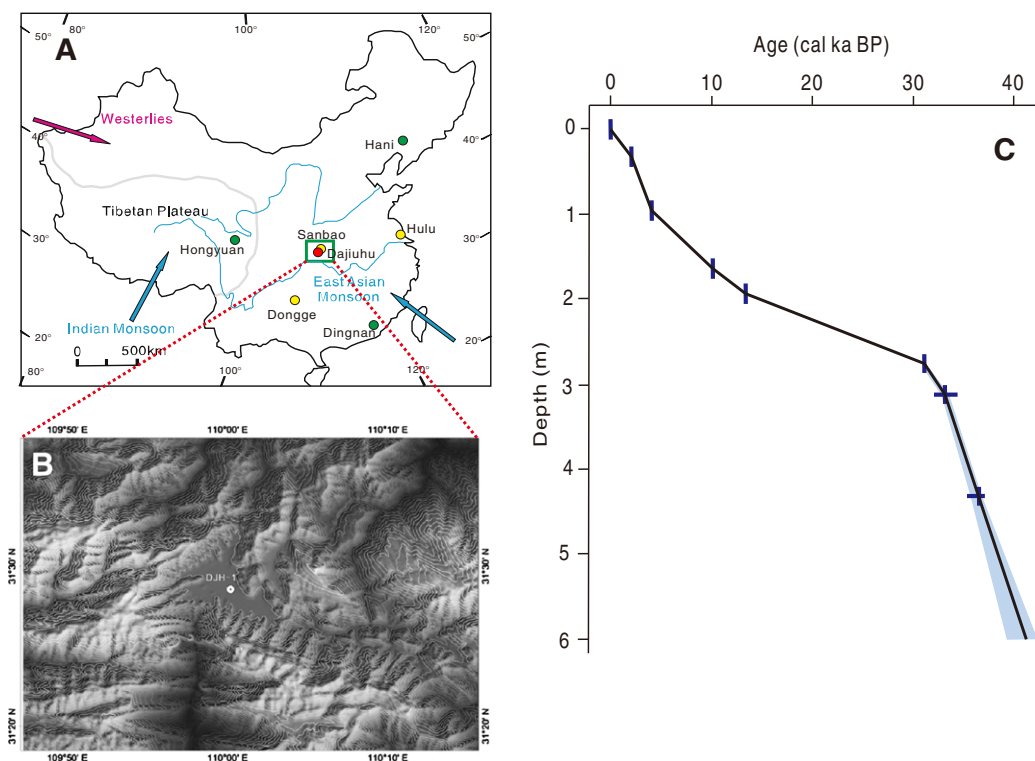 50°
100°
120°
50°
A
Westerlies
40°
40°
Hani
Tibetan Plateau
30°
30°
Hulu
Sanbao
Hongyuan
Dajiuhu
East Asian
Monsoon
Dongge
Indian Monsoon
Dingnan
20°
20°
0 500km
80°
100°
120°
109°50' E
110°00' E
110°10' E
B
31°30' N
31°30' N
DJH-1
31°20' N
31°20' N
109°50' E
110°00' E
110°10' E
Age (cal ka BP)
0 10 20 30 40
C
0
1
2
3
4
5
6
Depth (m)